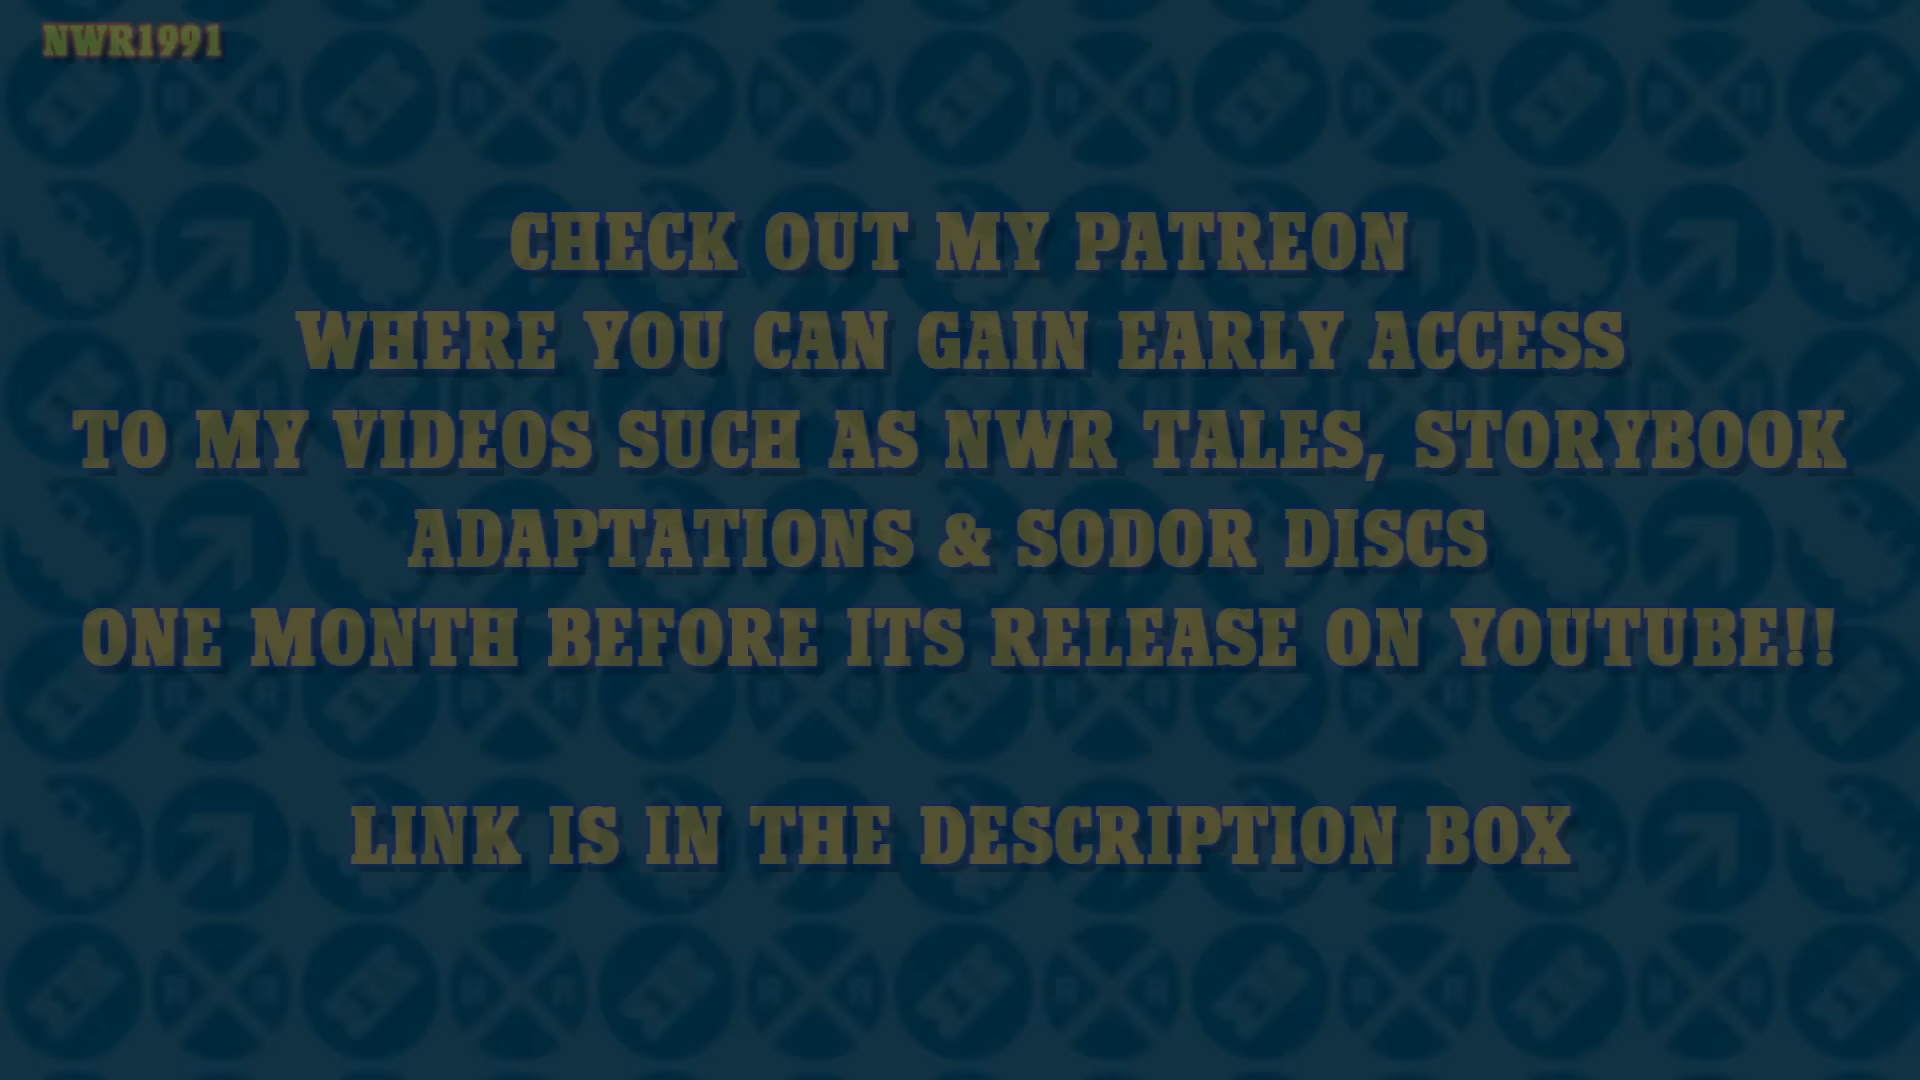 NWR1991
CHECK OUT MY PATREON
WHERE YOU CAN GAIN EARLY ACCESS
TO MY VIDEOS SUCH AS NWR TALES, STORYBOOK
ADAPTATIONS & SODOR DISCS
ONE MONTH BEFORE ITS RELEASE ON YOUTUBE!!
LINK IS IN THE DESCRIPTION BOX